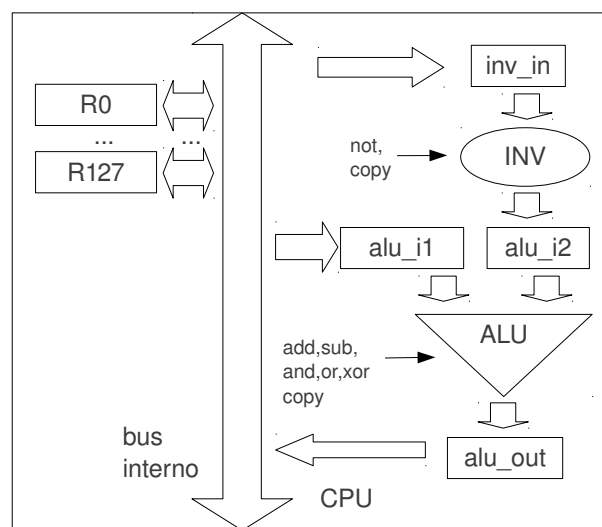 inv_in
R0
... ...
R127
not,
copy
INV
alu_i1
alu_i2
ALU
add,sub,
and,or,xor
copy
bus
interno
alu_out
CPU